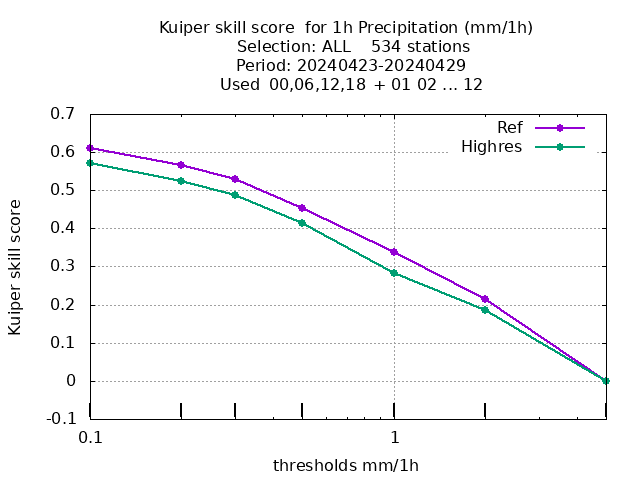 Kuiper skill score  for 1h Precipitation (mm/1h)
Selection: ALL    534 stations
Period: 20240423-20240429
Used  00,06,12,18  + 01 02 ... 12
0.7
0.6
0.5
0.4
0.3
0.2
0.1
0
-0.1
Kuiper skill score
Ref
Highres
0.1
1
thresholds mm/1h